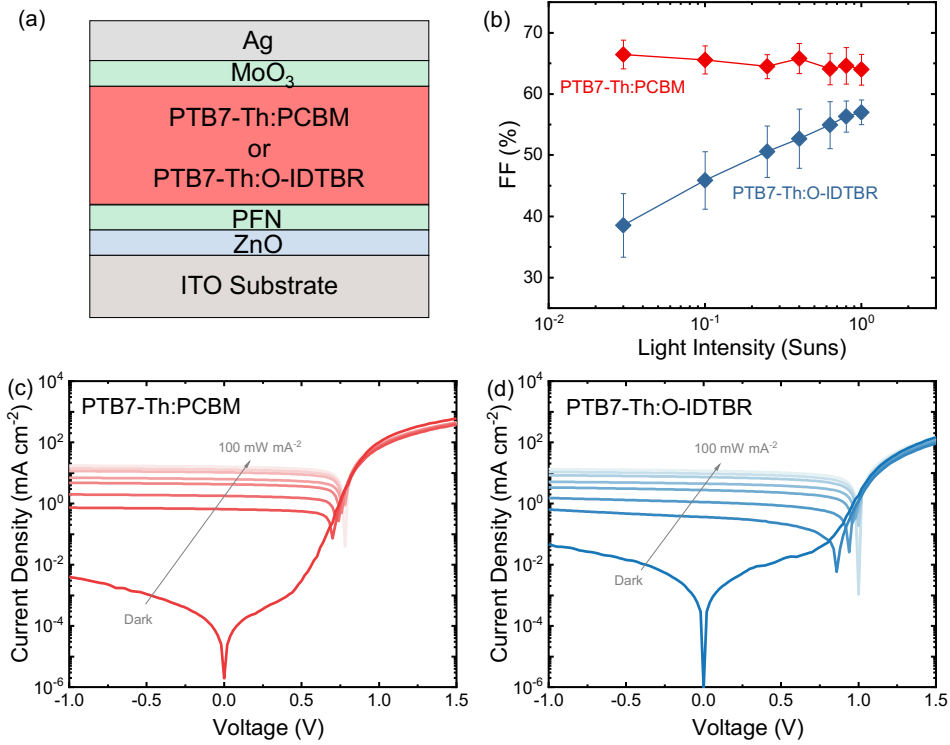 (a)
Ag
MoO₃
PTB7-Th:PCBM
or
PTB7-Th:O-IDTBR
PFN
ZnO
ITO Substrate
(b)
70
60
50
40
30
FF (%)
PTB7-Th:PCBM
PTB7-Th:O-IDTBR
10⁻²
10⁻¹
10⁰
Light Intensity (Suns)
(c)
PTB7-Th:PCBM
10⁴
10²
10⁰
10⁻²
10⁻⁴
10⁻⁶
Current Density (mA cm⁻²)
100 mW mA⁻²
Dark
-1.0
-0.5
0.0
0.5
1.0
1.5
Voltage (V)
(d)
PTB7-Th:O-IDTBR
10⁴
10²
10⁰
10⁻²
10⁻⁴
10⁻⁶
Current Density (mA cm⁻²)
100 mW mA⁻²
Dark
-1.0
-0.5
0.0
0.5
1.0
1.5
Voltage (V)